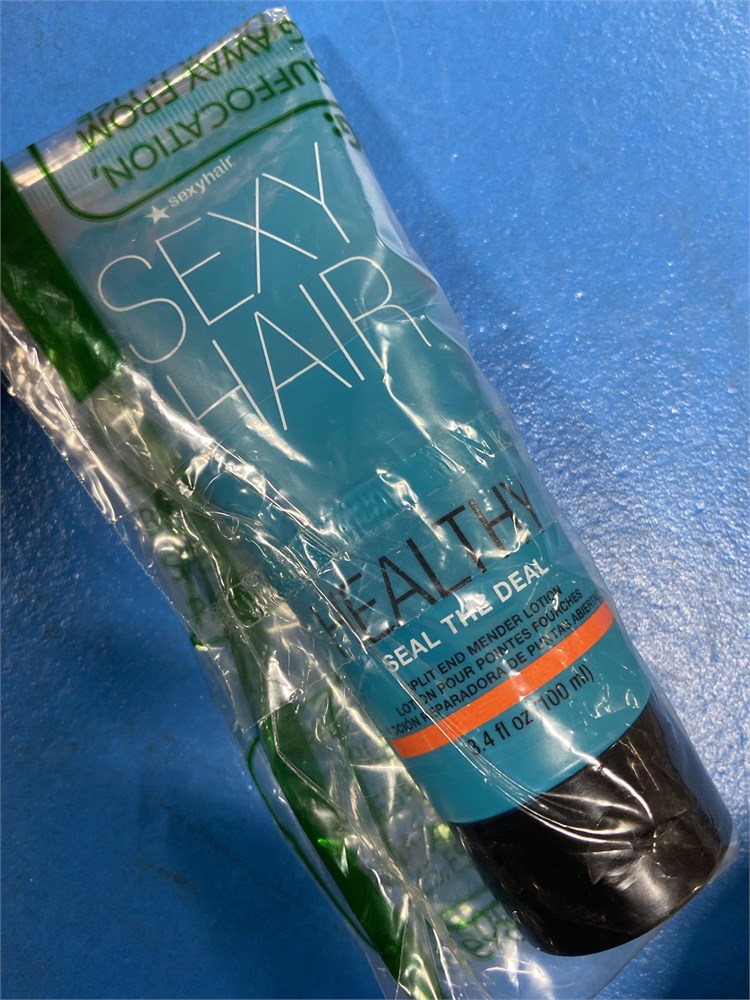 G AWAY FROM
SUFFOCATION,
G:
sexyhair
SEXY
HAIR
HEALTHY
SEAL THE DEAL
SPLIT END MENDER LOTION
LOTION POUR POINTES FOURCHES
LOCIÓN REPARADORA DE PUNTAS ABIERTAS
3.4 fl oz (100 ml)